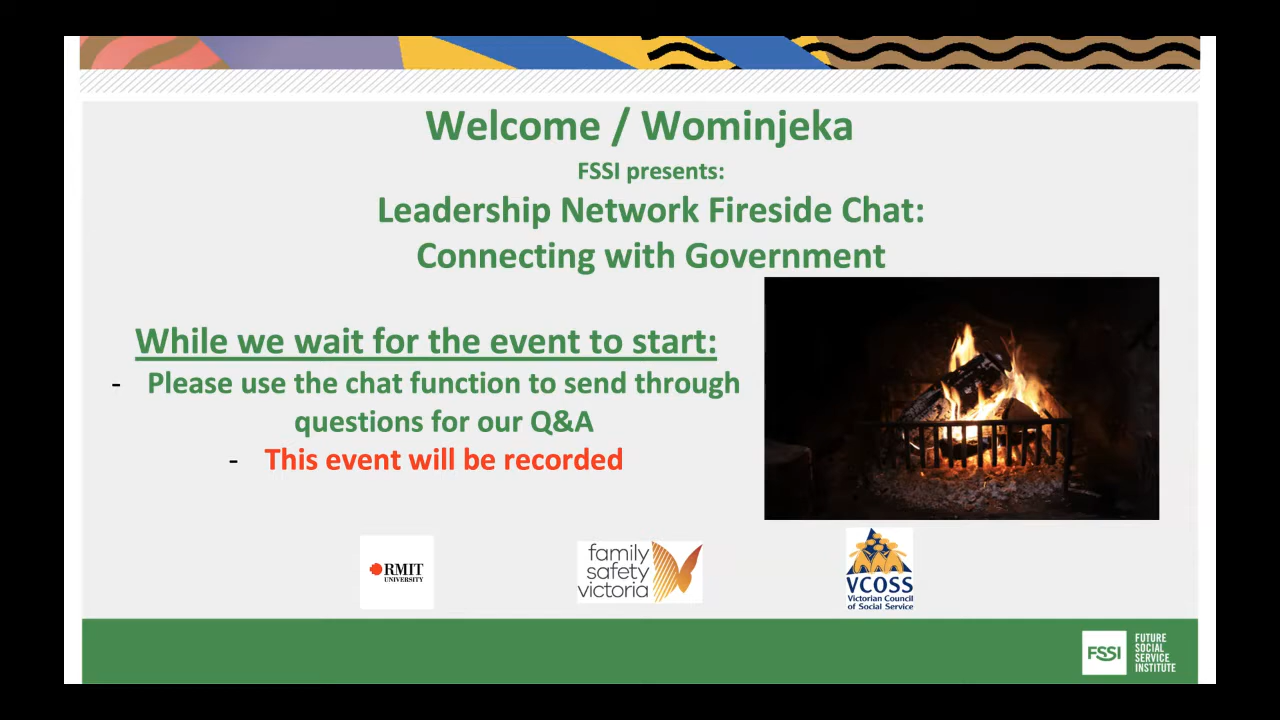 Welcome / Wominjeka
FSSI presents:
Leadership Network Fireside Chat:
Connecting with Government
While we wait for the event to start:
- Please use the chat function to send through
questions for our Q&A
- This event will be recorded
RMIT
UNIVERSITY
family
safety
victoria
VCOSS
Victorian Council
of Social Service
FSSI
FUTURE
SOCIAL
SERVICE
INSTITUTE